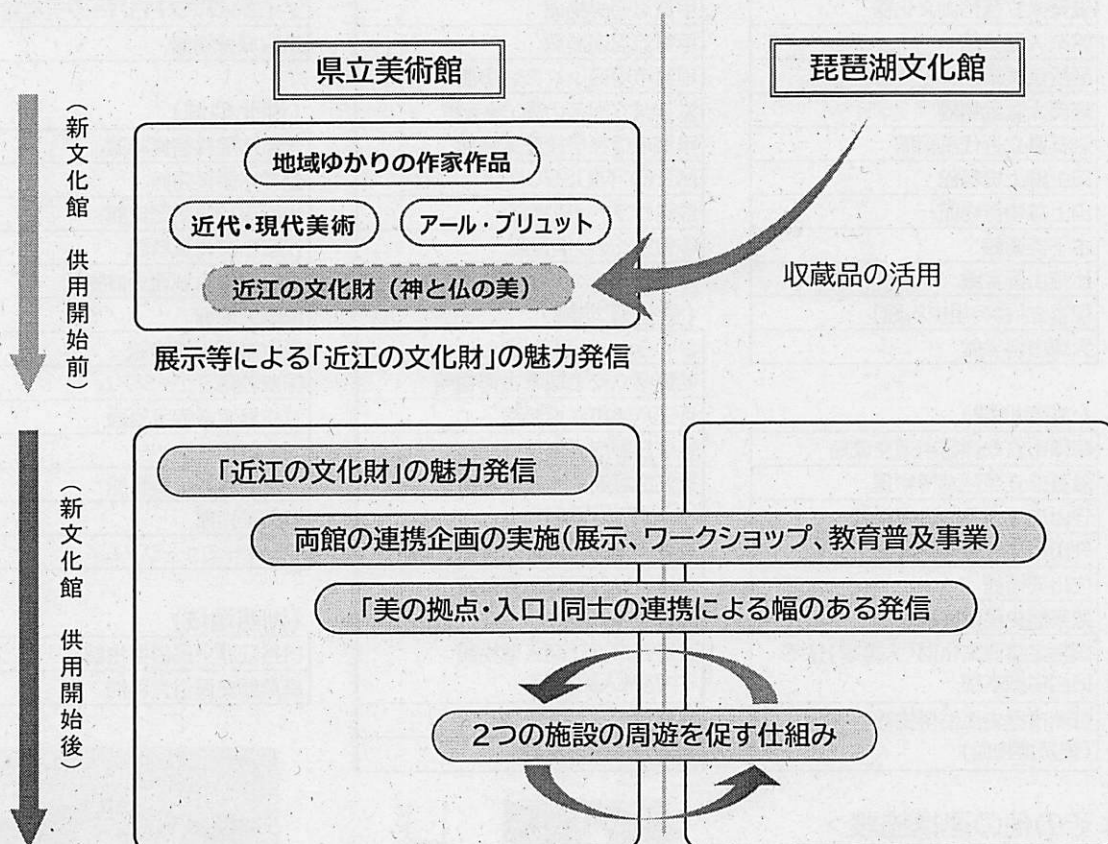 県立美術館
琵琶湖文化館
（新文化館 供用開始前）
地域ゆかりの作家作品
近代・現代美術
アール・ブリュット
近江の文化財（神と仏の美）
収蔵品の活用
展示等による「近江の文化財」の魅力発信
（新文化館 供用開始後）
「近江の文化財」の魅力発信
両館の連携企画の実施（展示、ワークショップ、教育普及事業）
「美の拠点・入口」同士の連携による幅のある発信
2つの施設の周遊を促す仕組み